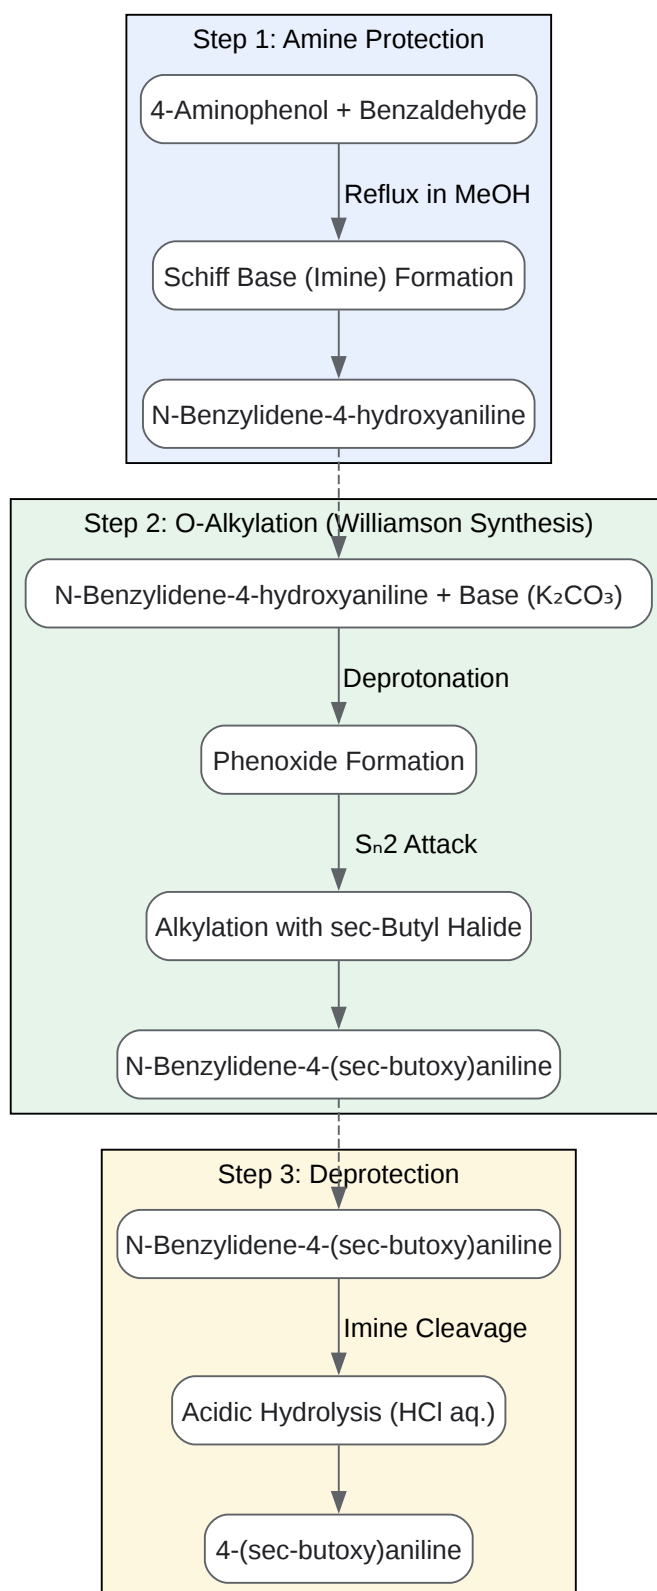 Step 1: Amine Protection
4-Aminophenol + Benzaldehyde
Reflux in MeOH
Schiff Base (Imine) Formation
N-Benzylidene-4-hydroxyaniline
Step 2: O-Alkylation (Williamson Synthesis)
N-Benzylidene-4-hydroxyaniline + Base (K₂CO₃)
Deprotonation
Phenoxide Formation
Sₙ2 Attack
Alkylation with sec-Butyl Halide
N-Benzylidene-4-(sec-butoxy)aniline
Step 3: Deprotection
N-Benzylidene-4-(sec-butoxy)aniline
Imine Cleavage
Acidic Hydrolysis (HCl aq.)
4-(sec-butoxy)aniline